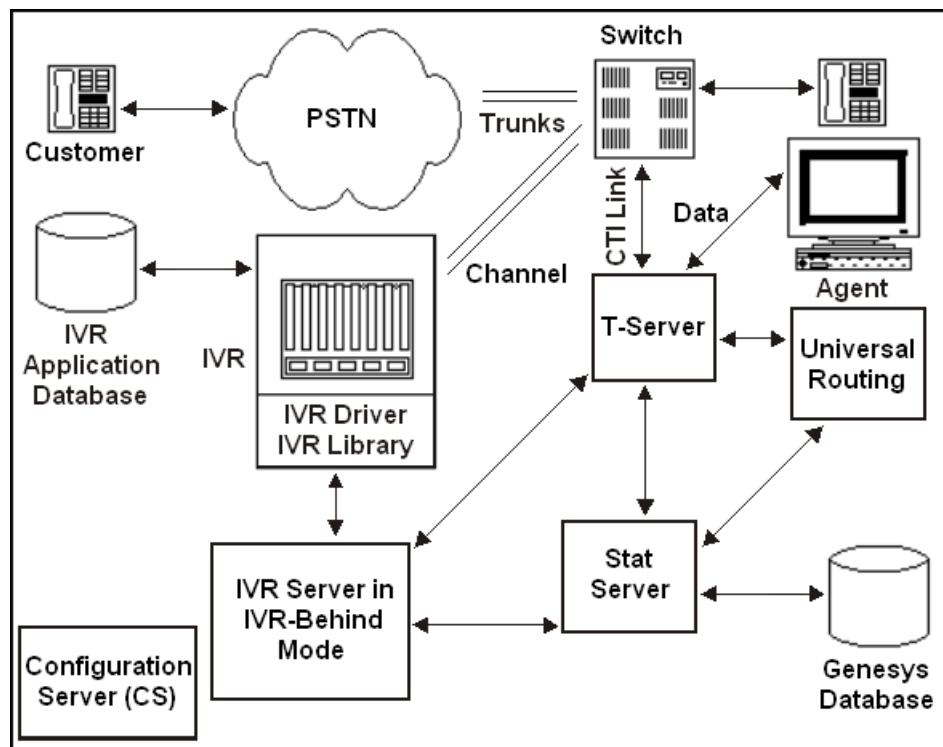 Switch
PSTN
Trunks
Customer
CTI Link
Data
Channel
Agent
T-Server
IVR
Application
Database
IVR
Universal
Routing
IVR Driver
IVR Library
Stat
Server
IVR Server in
IVR-Behind
Mode
Configuration
Server (CS)
Genesys
Database